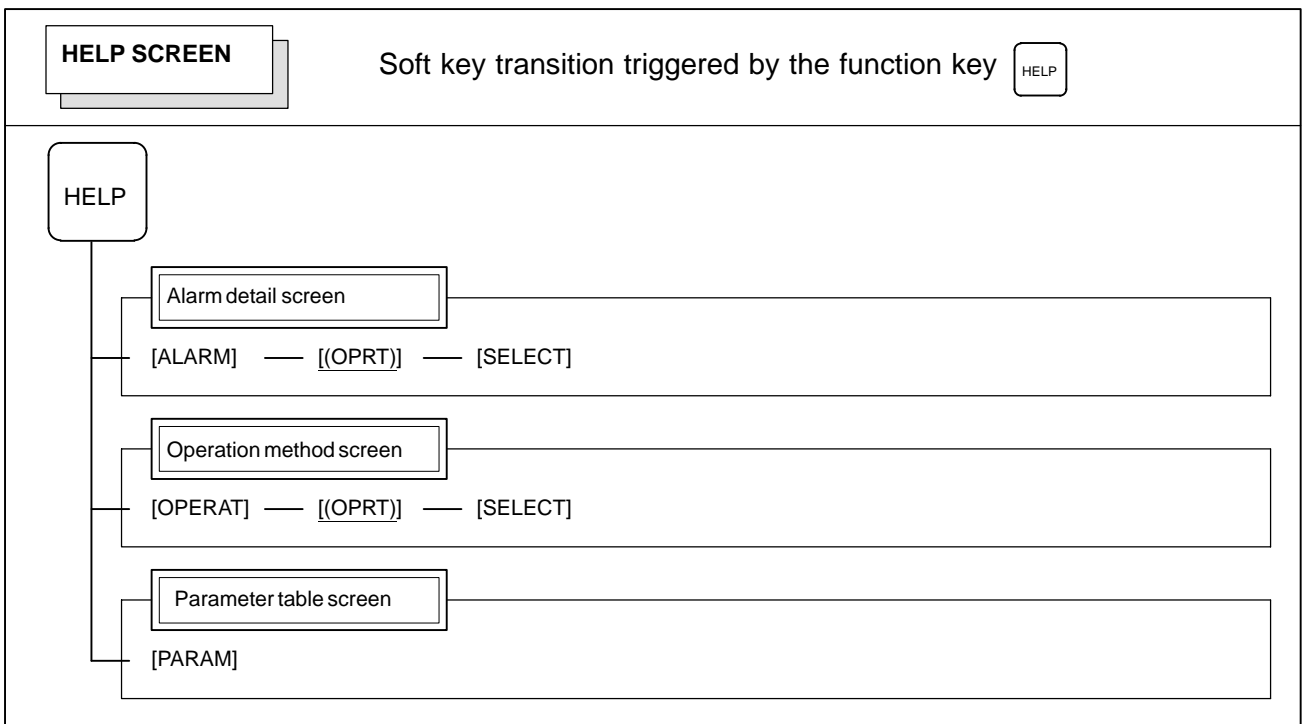 HELP SCREEN
Soft key transition triggered by the function key HELP
HELP
Alarm detail screen
[ALARM] [(OPRT)] [SELECT]
Operation method screen
[OPERAT] [(OPRT)] [SELECT]
Parameter table screen
[PARAM]